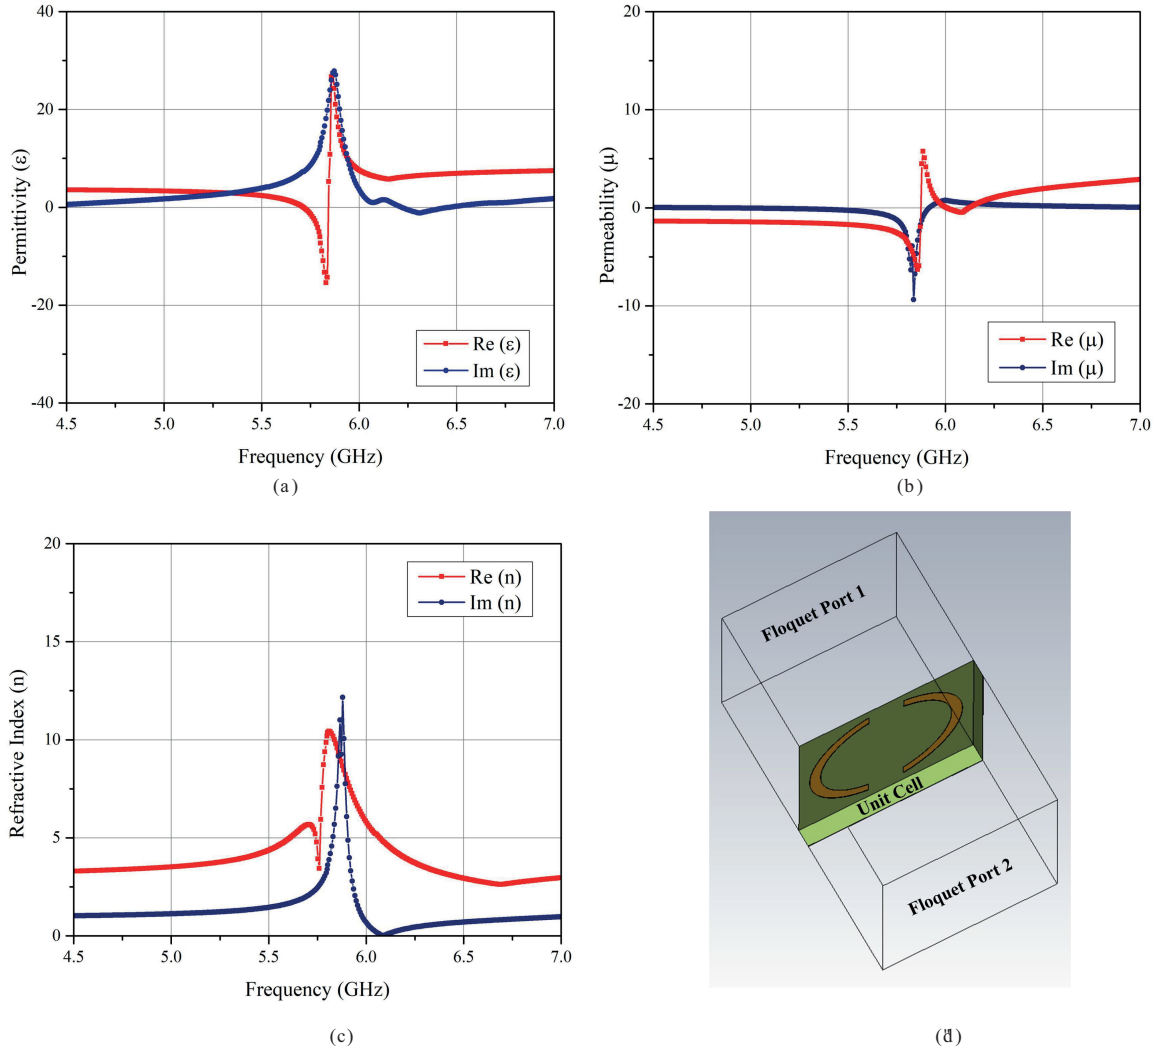 40
20
0
-20
-40
Permittivity (ε)
4.5 5.0 5.5 6.0 6.5 7.0
Frequency (GHz)
Re (ε)
Im (ε)
(a)
20
10
0
-10
-20
Permeability (μ)
4.5 5.0 5.5 6.0 6.5 7.0
Frequency (GHz)
Re (μ)
Im (μ)
(b)
20
15
10
5
0
Refractive Index (n)
4.5 5.0 5.5 6.0 6.5 7.0
Frequency (GHz)
Re (n)
Im (n)
(c)
Floquet Port 1
Unit Cell
Floquet Port 2
(d)